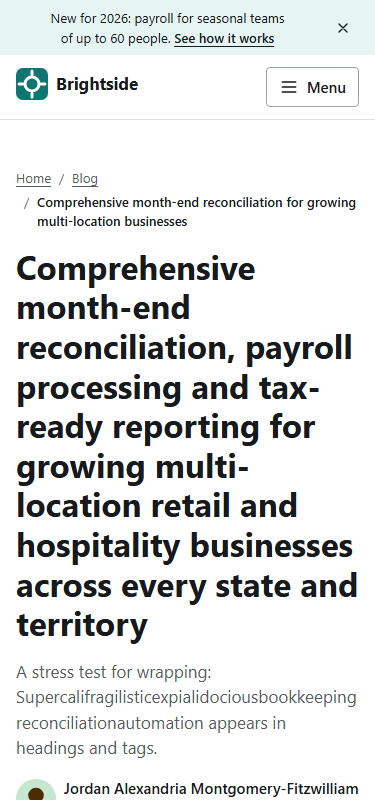 New for 2026: payroll for seasonal teams
of up to 60 people. See how it works
Brightside
Menu
Home / Blog
/ Comprehensive month-end reconciliation for growing
multi-location businesses
Comprehensive
month-end
reconciliation, payroll
processing and tax-
ready reporting for
growing multi-
location retail and
hospitality businesses
across every state and
territory
A stress test for wrapping:
Supercalifragilisticexpialidociousbookkeeping
reconciliationautomation appears in
headings and tags.
Jordan Alexandria Montgomery-Fitzwilliam